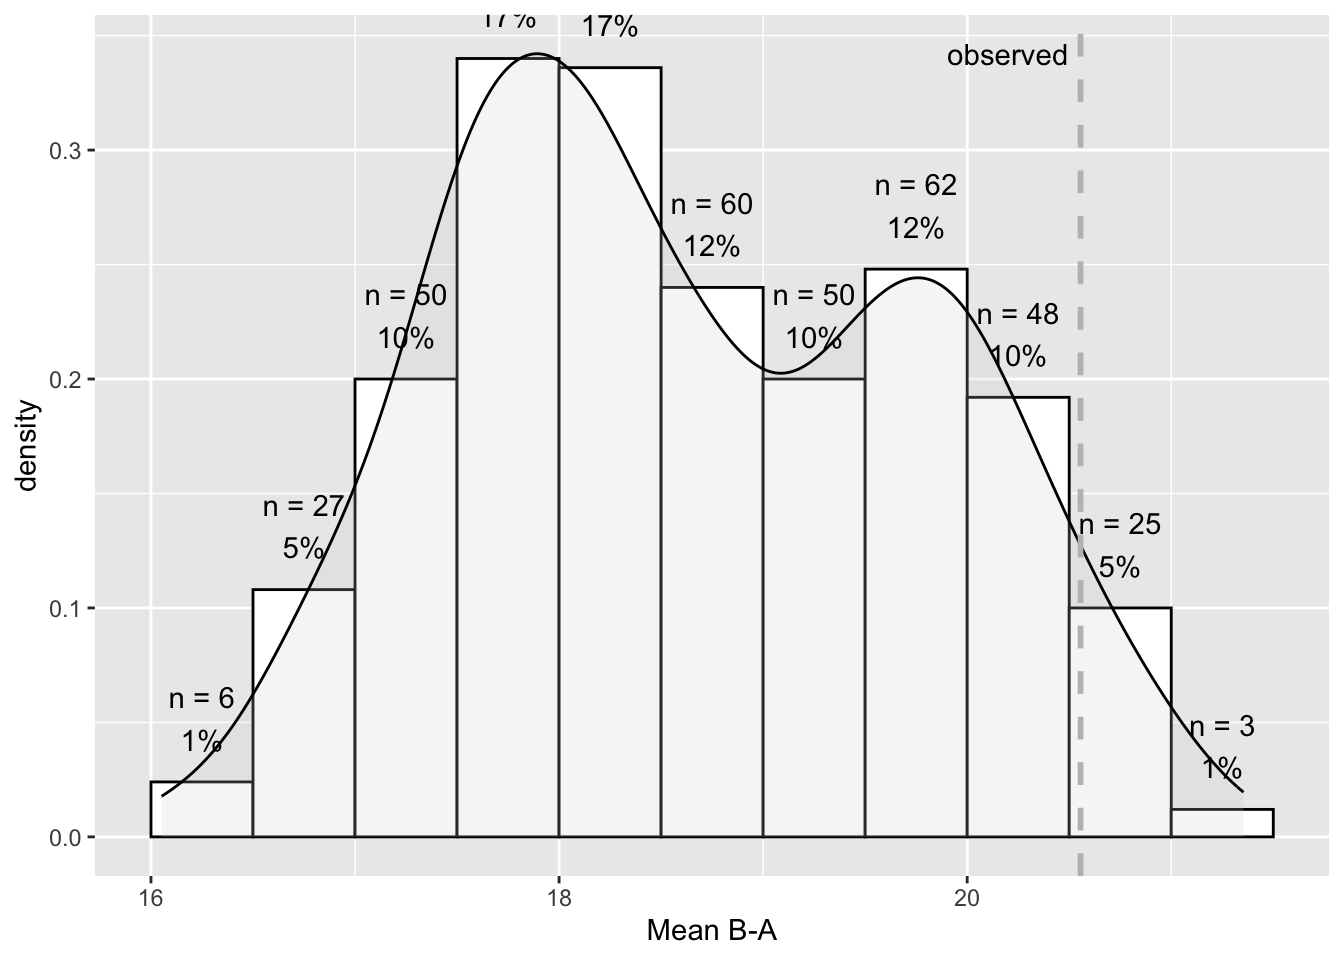 17%
17%
observed
n = 62
12%
n = 60
12%
n = 50
10%
n = 50
10%
n = 48
10%
n = 27
5%
n = 25
5%
n = 6
1%
n = 3
1%
0.3
0.2
0.1
0.0
density
16
18
20
Mean B-A